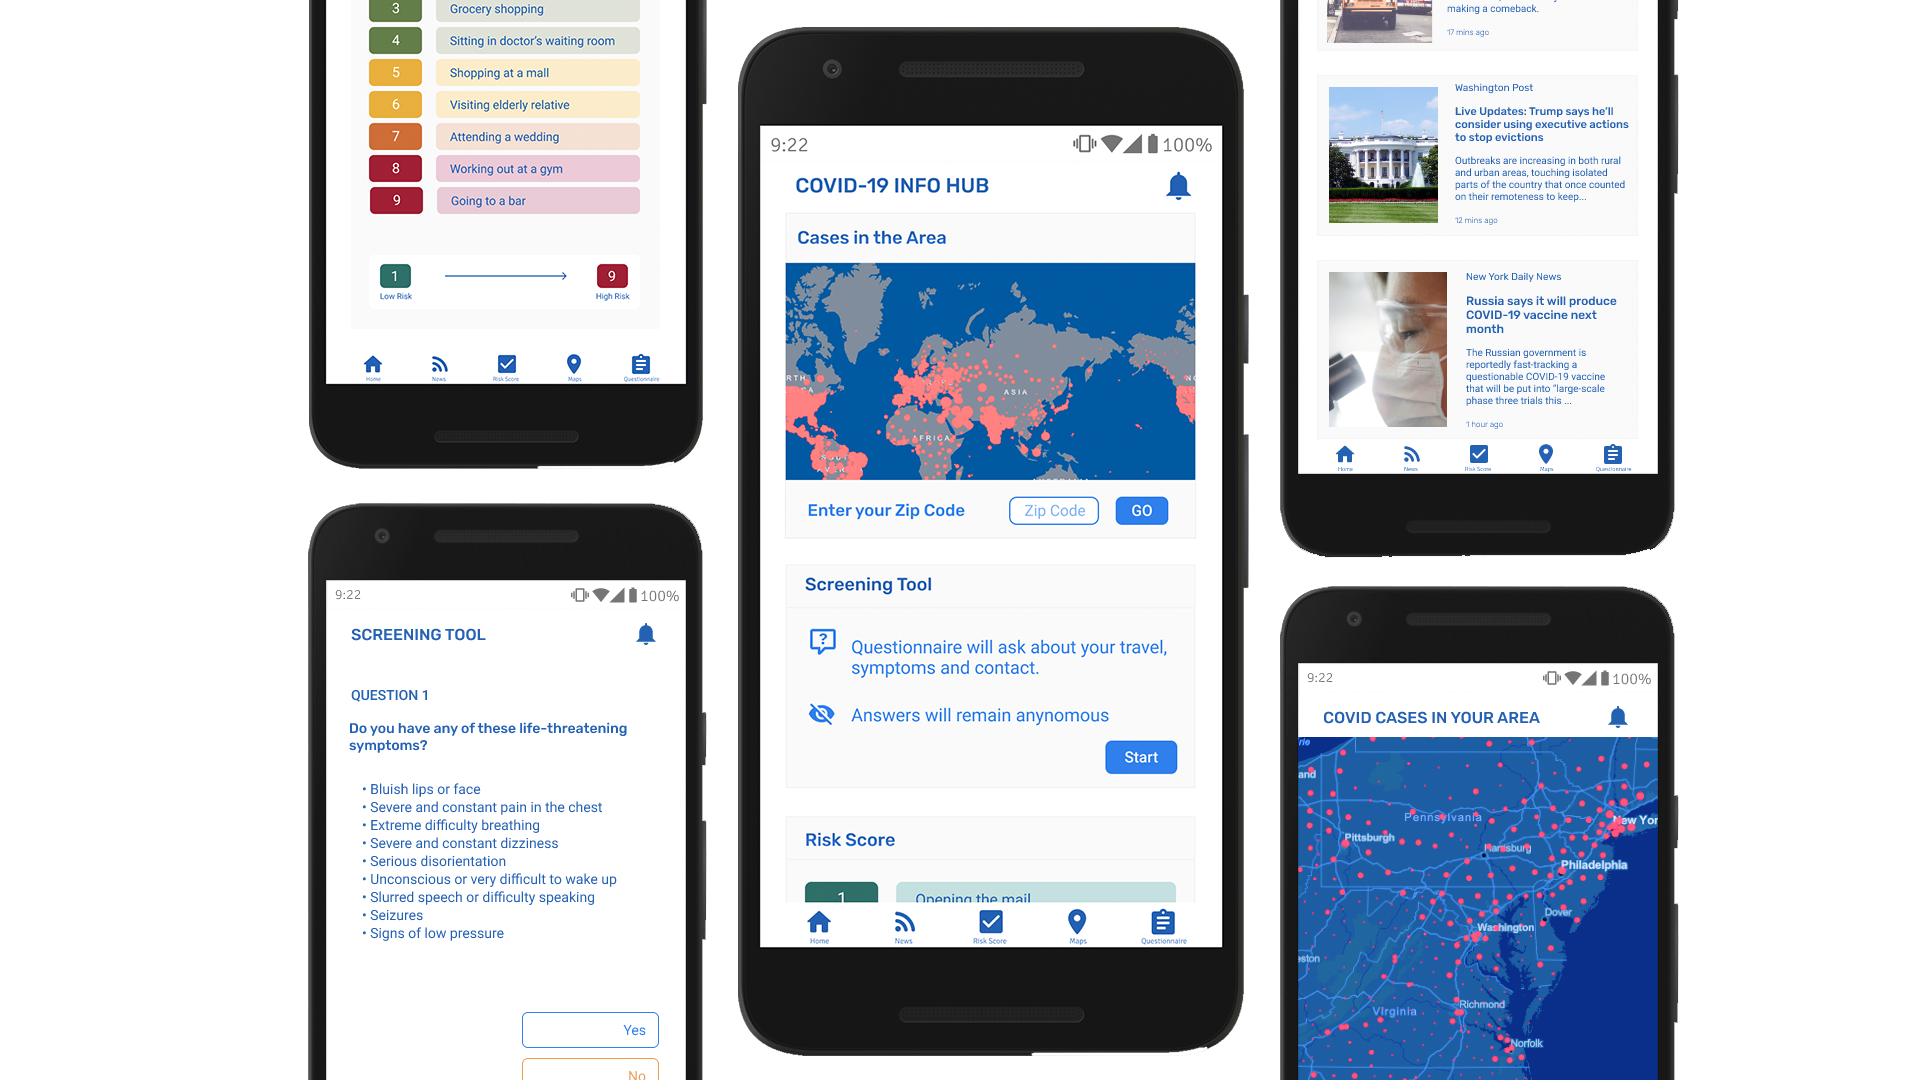 3 Grocery shopping
4 Sitting in doctor's waiting room
5 Shopping at a mall
6 Visiting elderly relative
7 Attending a wedding
8 Working out at a gym
9 Going to a bar
1 9
Low Risk High Risk
Home News Risk Score Maps Questionnaire
9:22 100%
SCREENING TOOL
QUESTION 1
Do you have any of these life-threatening
symptoms?
• Bluish lips or face
• Severe and constant pain in the chest
• Extreme difficulty breathing
• Severe and constant dizziness
• Serious disorientation
• Unconscious or very difficult to wake up
• Slurred speech or difficulty speaking
• Seizures
• Signs of low pressure
Yes
No
9:22 100%
COVID-19 INFO HUB
Cases in the Area
ASIA
AFRICA
Enter your Zip Code Zip Code GO
Screening Tool
?
Questionnaire will ask about your travel,
symptoms and contact.
Answers will remain anynomous
Start
Risk Score
1 Opening the mail
Home News Risk Score Maps Questionnaire
making a comeback.
17 mins ago
Washington Post
Live Updates: Trump says he'll
consider using executive actions
to stop evictions
Outbreaks are increasing in both rural
and urban areas, touching isolated
parts of the country that once counted
on their remoteness to keep...
12 mins ago
New York Daily News
Russia says it will produce
COVID-19 vaccine next
month
The Russian government is
reportedly fast-tracking a
questionable COVID-19 vaccine
that will be put into "large-scale
phase three trials this ...
1 hour ago
Home News Risk Score Maps Questionnaire
9:22 100%
COVID CASES IN YOUR AREA
rie
and
Pennsylvania
New Yor
Pittsburgh
Harrisburg
Philadelphia
Dover
Washington
eston
Richmond
Virginia
Norfolk